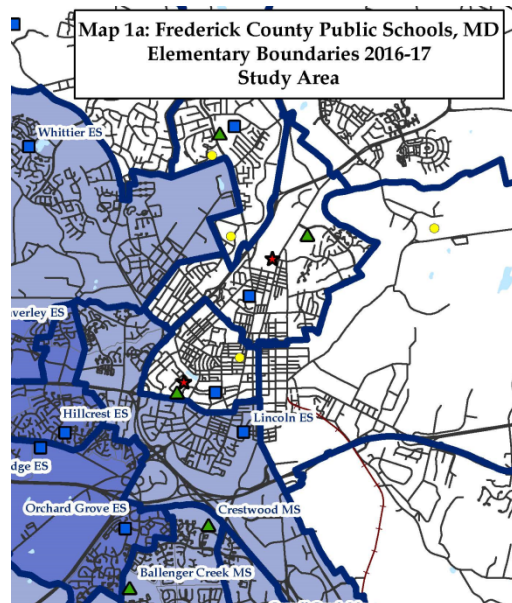 Map 1a: Frederick County Public Schools, MD
Elementary Boundaries 2016-17
Study Area
Whittier ES
verley ES
Hillcrest ES
Lincoln ES
dge ES
Orchard Grove ES
Crestwood MS
Ballenger Creek MS